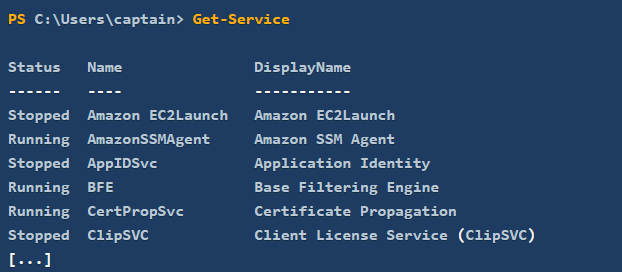 PS C:\Users\captain> Get-Service
Status   Name               DisplayName
------   ----               -----------
Stopped  Amazon EC2Launch   Amazon EC2Launch
Running  AmazonSSMAgent     Amazon SSM Agent
Stopped  AppIDSvc           Application Identity
Running  BFE                Base Filtering Engine
Running  CertPropSvc        Certificate Propagation
Stopped  ClipSVC            Client License Service (ClipSVC)
[...]